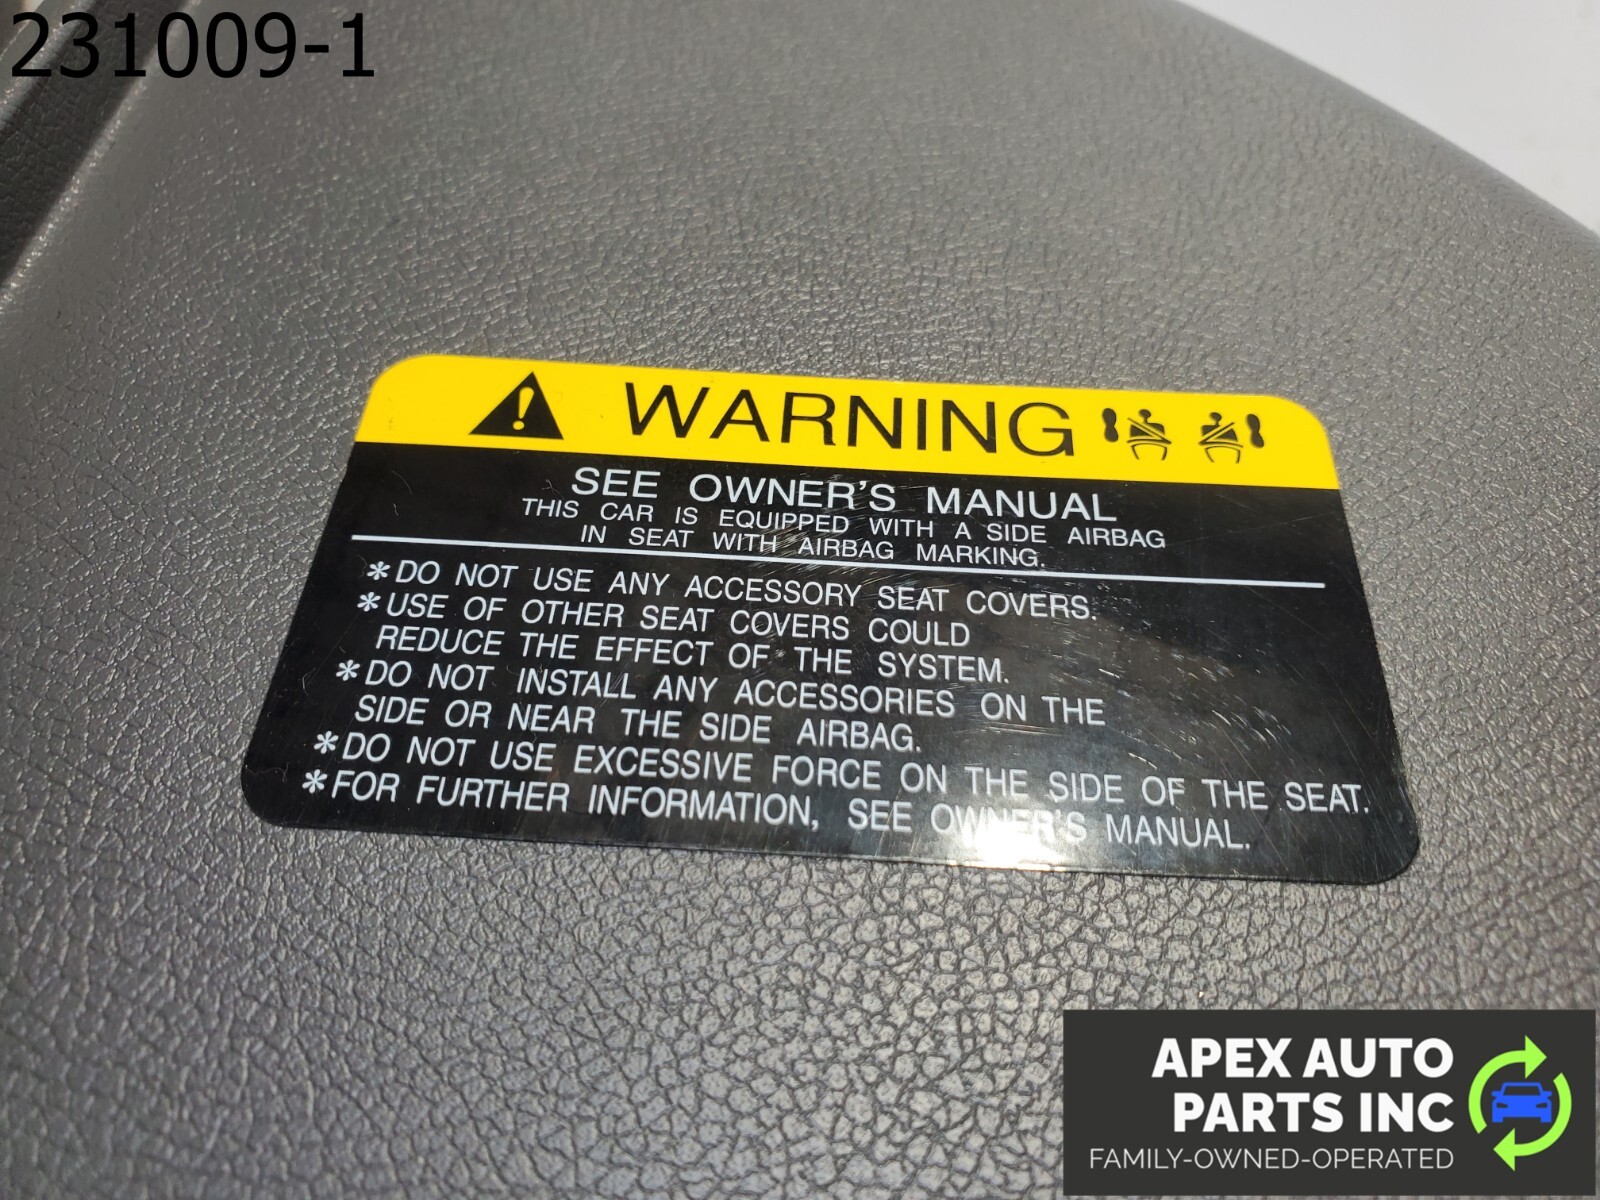 231009-1
WARNING
SEE OWNER'S MANUAL
THIS CAR IS EQUIPPED WITH A SIDE AIRBAG
IN SEAT WITH AIRBAG MARKING.
*DO NOT USE ANY ACCESSORY SEAT COVERS.
*USE OF OTHER SEAT COVERS COULD
REDUCE THE EFFECT OF THE SYSTEM.
*DO NOT INSTALL ANY ACCESSORIES ON THE
SIDE OR NEAR THE SIDE AIRBAG.
*DO NOT USE EXCESSIVE FORCE ON THE SIDE OF THE SEAT.
*FOR FURTHER INFORMATION, SEE OWNER'S MANUAL.
APEX AUTO
PARTS INC
FAMILY-OWNED-OPERATED